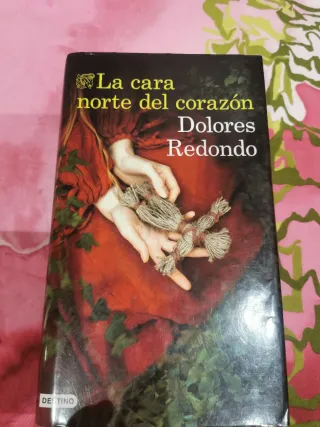 La cara
norte del corazón
Dolores
Redondo
DESTINO